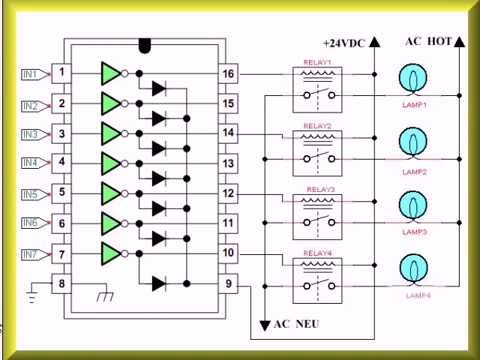 +24VDC AC HOT
RELAY1
IN1 1 16
LAMP1
IN2 2 15
RELAY2
IN3 3 14
IN4 4 13
LAMP2
RELAY3
IN5 5 12
IN6 6 11
LAMP3
RELAY4
IN7 7 10
8 9
LAMP4
AC NEU